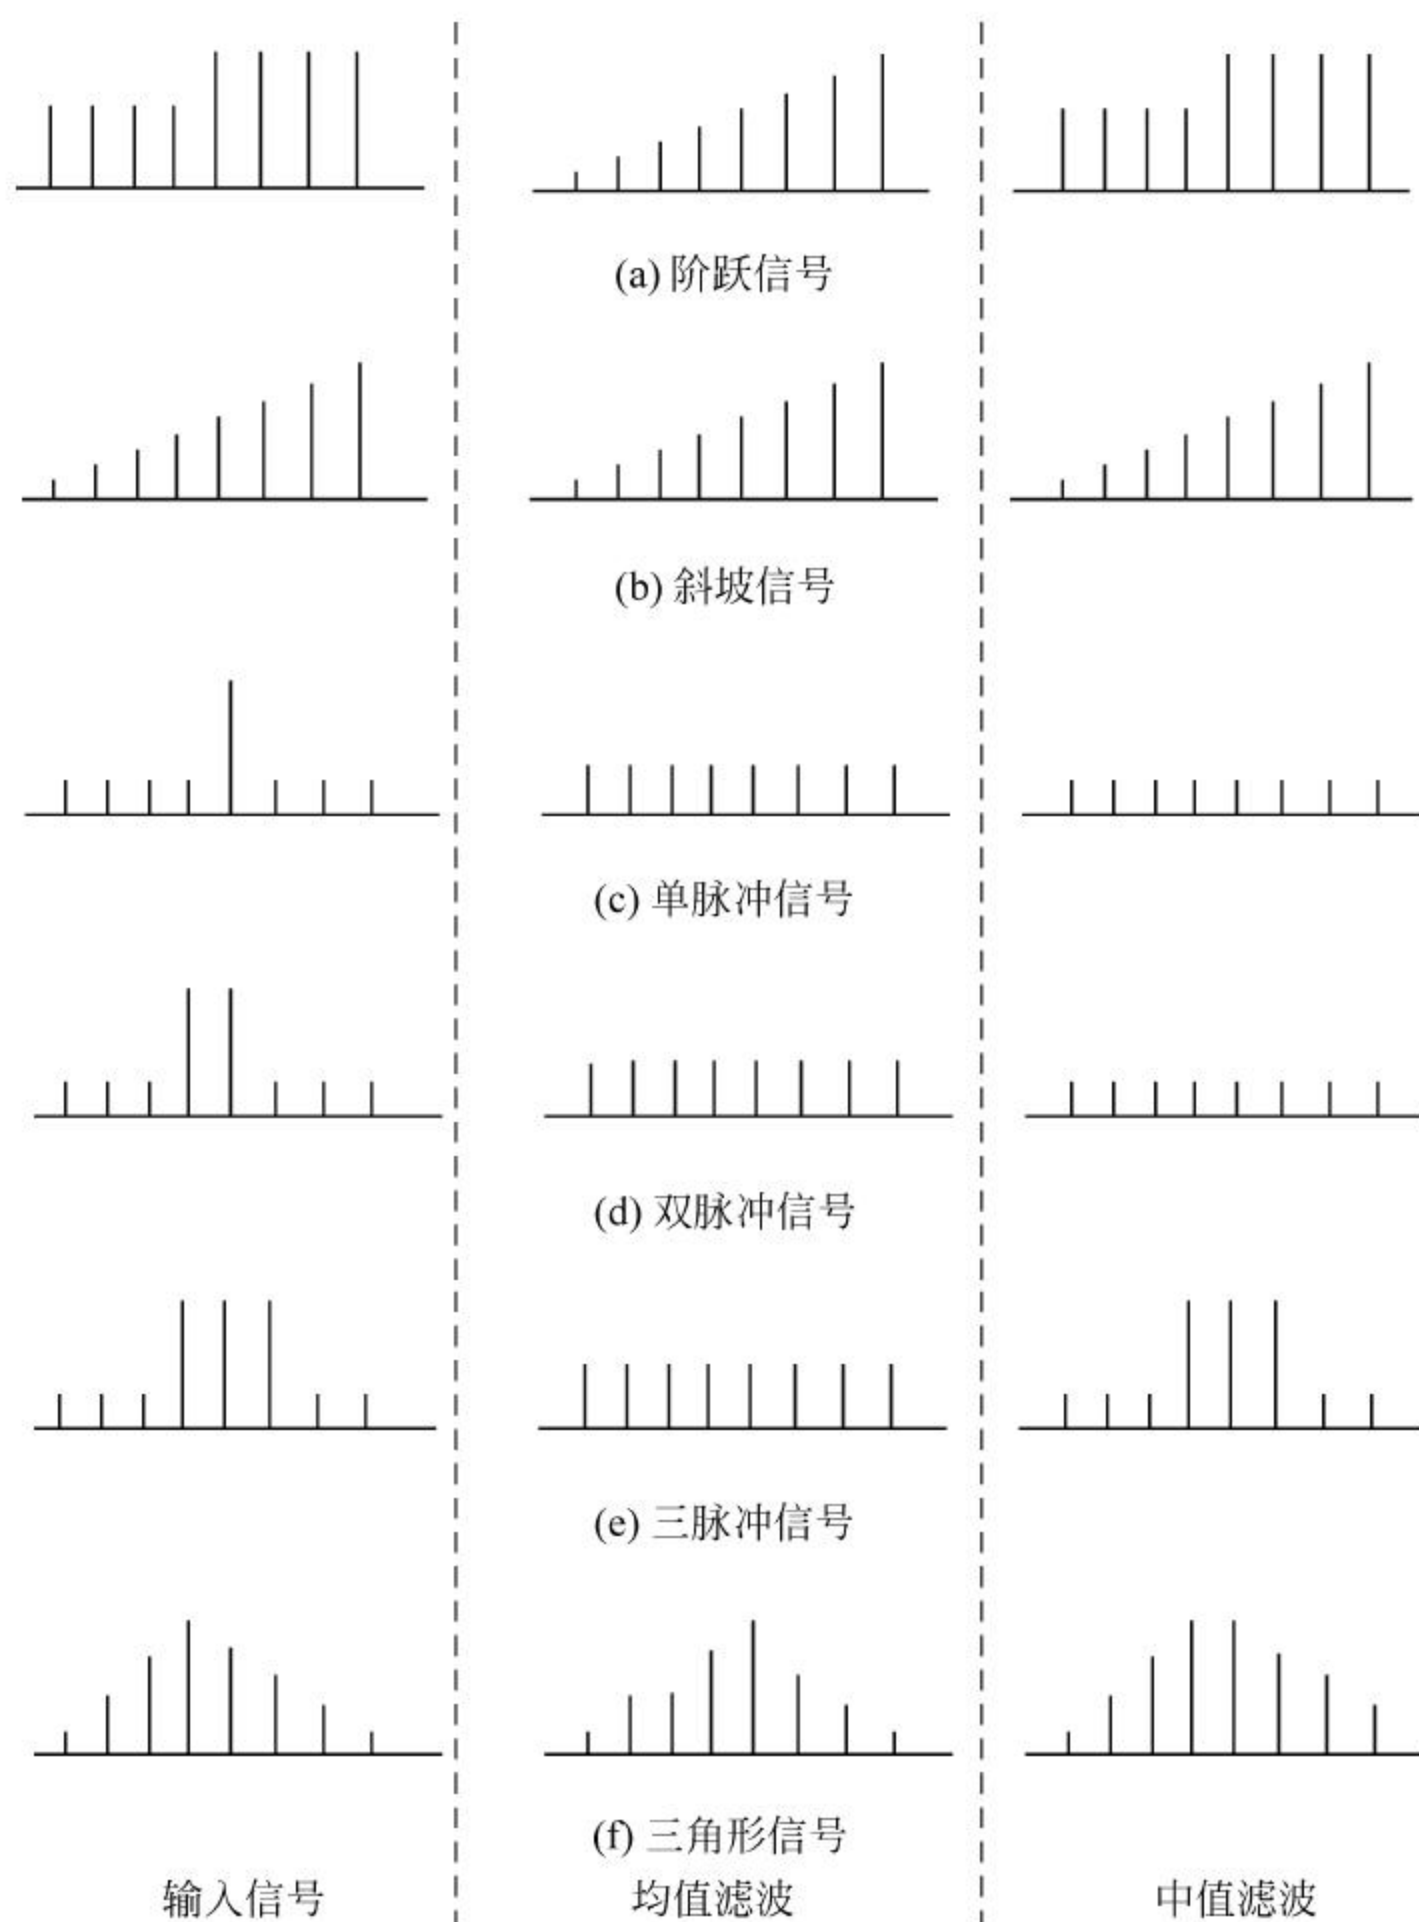 (a) 阶跃信号
(b) 斜坡信号
(c) 单脉冲信号
(d) 双脉冲信号
(e) 三脉冲信号
(f) 三角形信号
输入信号 均值滤波 中值滤波